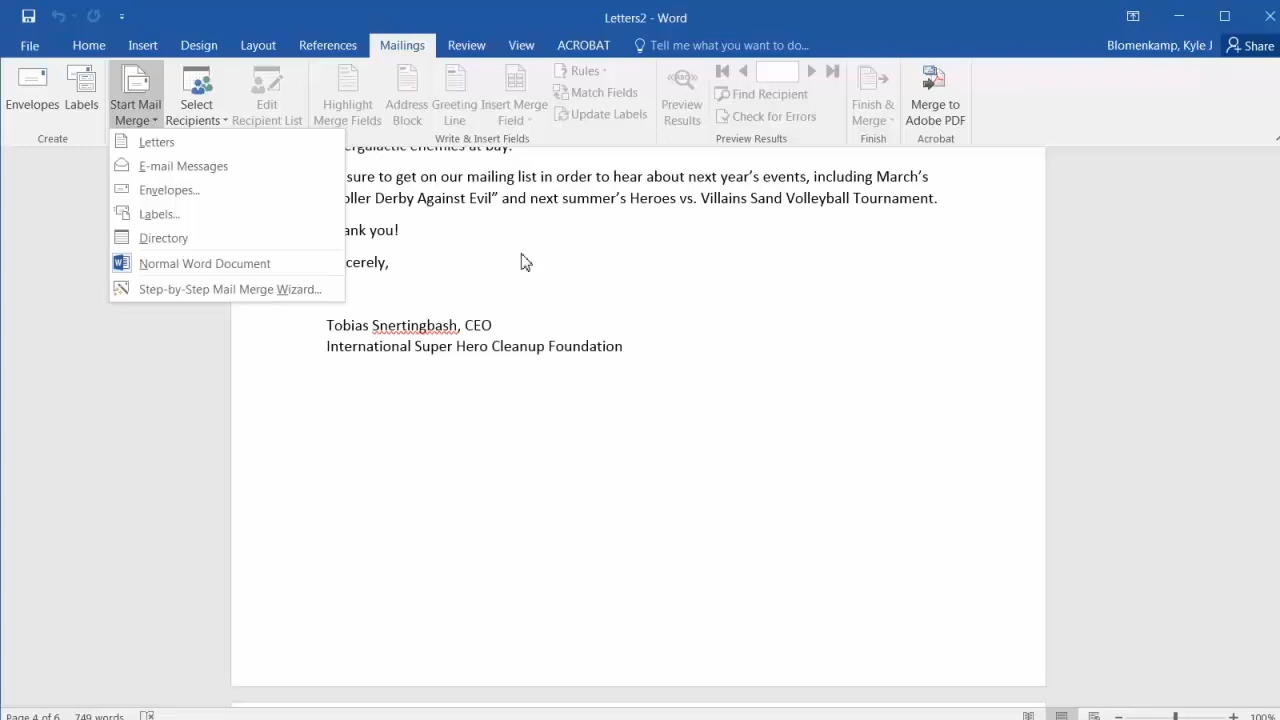 Letters2 - Word
File Home Insert Design Layout References Mailings Review View ACROBAT Tell me what you want to do... Blomenkamp, Kyle J Share
Envelopes Labels Start Mail Merge Select Recipients Edit Recipient List Highlight Merge Fields Address Block Greeting Line Insert Merge Field Rules Match Fields Update Labels Preview Results Find Recipient Check for Errors Finish & Merge Merge to Adobe PDF
Create Write & Insert Fields Preview Results Finish Acrobat
Letters
E-mail Messages
Envelopes...
Labels...
Directory
Normal Word Document
Step-by-Step Mail Merge Wizard...
ergalactic enemies at bay.
sure to get on our mailing list in order to hear about next year's events, including March's
oller Derby Against Evil” and next summer's Heroes vs. Villains Sand Volleyball Tournament.
ank you!
cerely,
Tobias Snertingbash, CEO
International Super Hero Cleanup Foundation
Page 4 of 6 749 words 100%